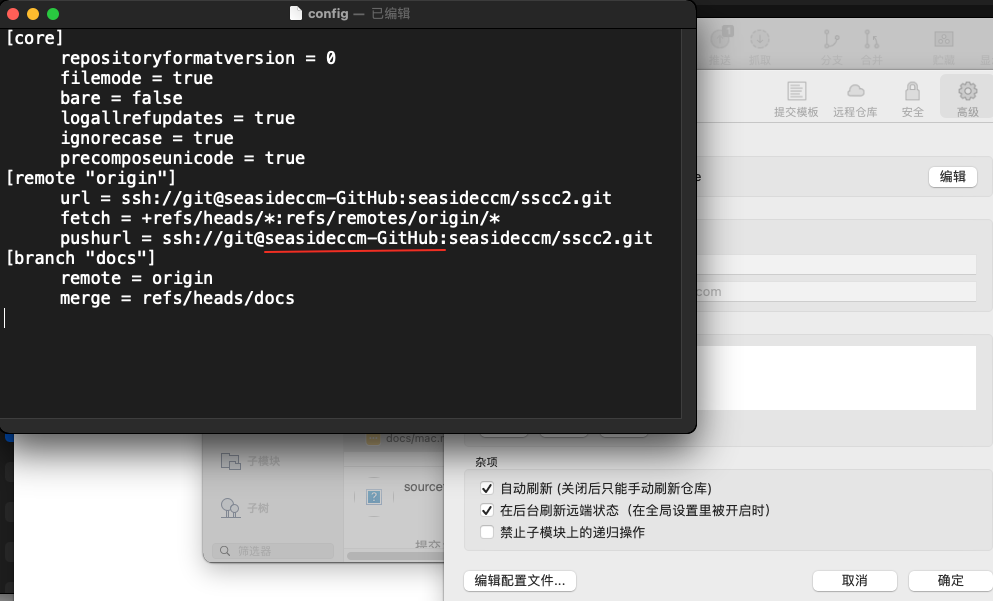 config — 已编辑
[core]
repositoryformatversion = 0
filemode = true
bare = false
logallrefupdates = true
ignorecase = true
precomposeunicode = true
[remote "origin"]
url = ssh://git@seasideccm-GitHub:seasideccm/sscc2.git
fetch = +refs/heads/*:refs/remotes/origin/*
pushurl = ssh://git@seasideccm-GitHub:seasideccm/sscc2.git
[branch "docs"]
remote = origin
merge = refs/heads/docs
1
推送 抓取 分支 合并 贮藏
提交模板 远程仓库 安全 高级
编辑
com
docs/mac.
子模块
source
子树
提交
筛选器
杂项
自动刷新 (关闭后只能手动刷新仓库)
在后台刷新远端状态（在全局设置里被开启时）
禁止子模块上的递归操作
编辑配置文件... 取消 确定